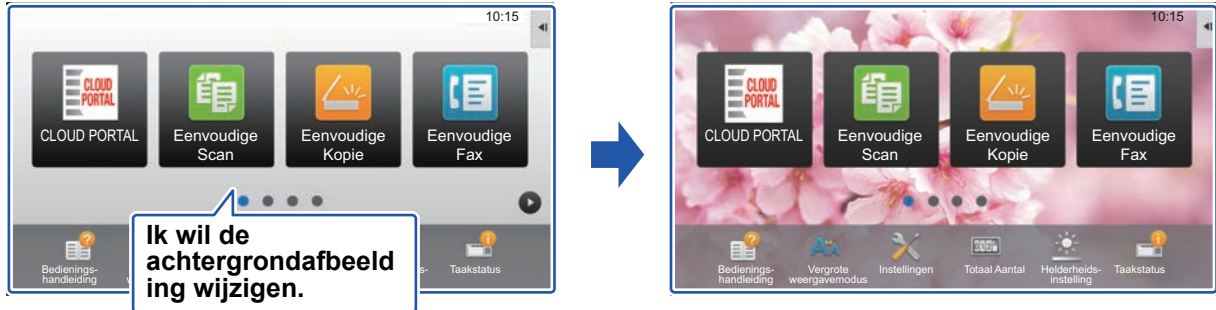 10:15
CLOUD
PORTAL
CLOUD PORTAL
Eenvoudige
Scan
Eenvoudige
Kopie
Eenvoudige
Fax
Ik wil de
achtergrondafbeeld
ing wijzigen.
Bedienings-
handleiding
s-
Taakstatus
10:15
CLOUD
PORTAL
CLOUD PORTAL
Eenvoudige
Scan
Eenvoudige
Kopie
Eenvoudige
Fax
Bedienings-
handleiding
Vergrote
weergavemodus
Instellingen
Totaal Aantal
Helderheids-
instelling
Taakstatus